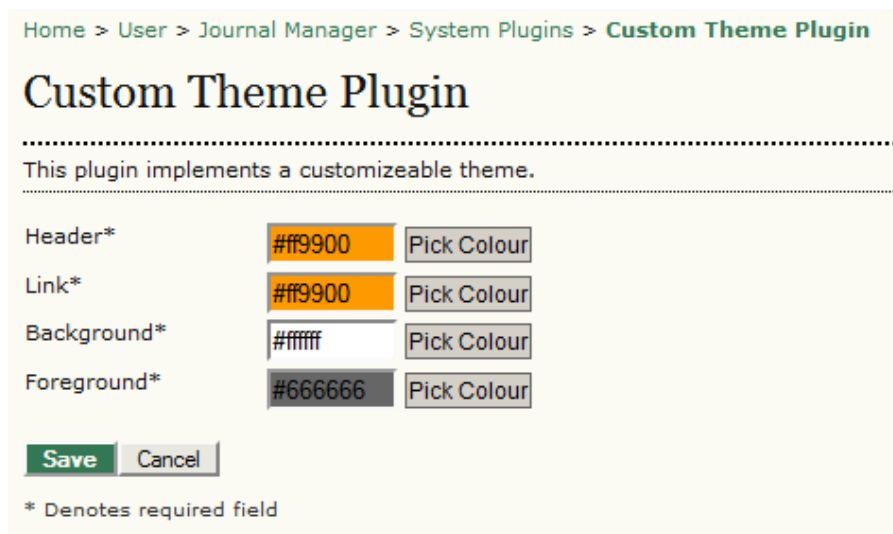 Home > User > Journal Manager > System Plugins > Custom Theme Plugin
Custom Theme Plugin
This plugin implements a customizeable theme.
Header* #ff9900 Pick Colour
Link* #ff9900 Pick Colour
Background* #ffffff Pick Colour
Foreground* #666666 Pick Colour
Save Cancel
* Denotes required field